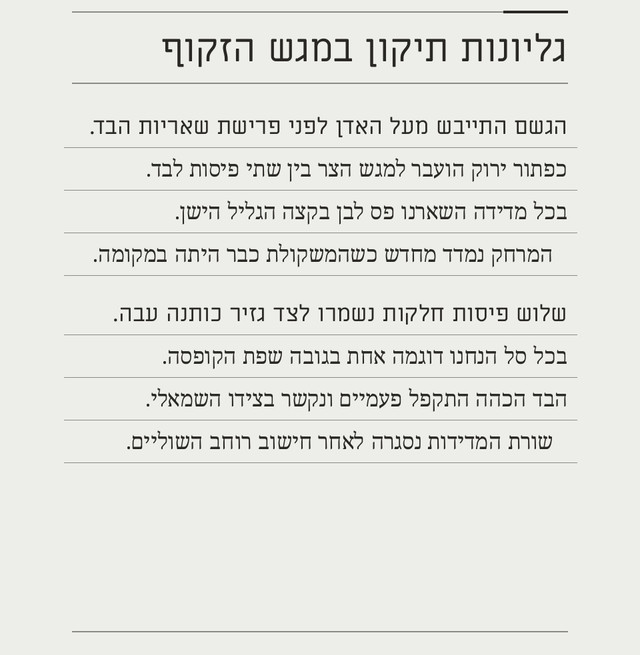 גליונות תיקון במגש הזקוף
הגשם התייבש מעל האדן לפני פרישת שאריות הבד.
כפתור ירוק הועבר למגש הצר בין שתי פיסות לבד.
בכל מדידה השארנו פס לבן בקצה הגליל הישן.
המרחק נמדד מחדש כשהמשקולת כבר היתה במקומה.
שלוש פיסות חלקות נשמרו לצד גזיר כותנה עבה.
בכל סל הנחנו דוגמה אחת בגובה שפת הקופסה.
הבד הכהה התקפל פעמיים ונקשר בצידו השמאלי.
שורת המדידות נסגרה לאחר חישוב רוחב השוליים.